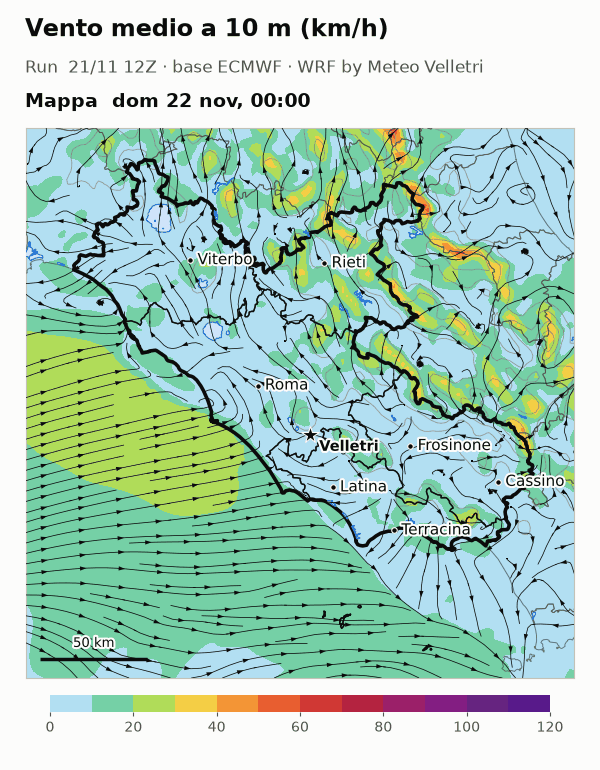 Vento medio a 10 m (km/h)
Run 21/11 12Z · base ECMWF · WRF by Meteo Velletri
Mappa dom 22 nov, 00:00
Viterbo
Rieti
Roma
Velletri
Frosinone
Cassino
Latina
Terracina
50 km
0 20 40 60 80 100 120